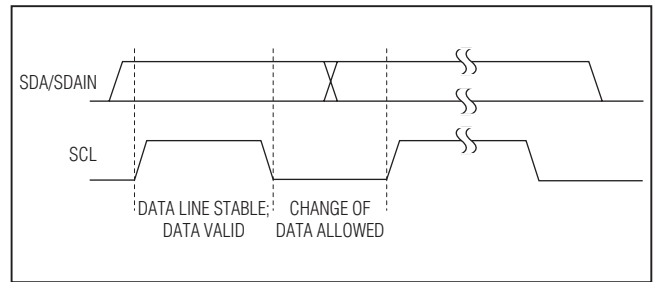 SDA/SDAIN
SCL
DATA LINE STABLE;
DATA VALID
CHANGE OF
DATA ALLOWED